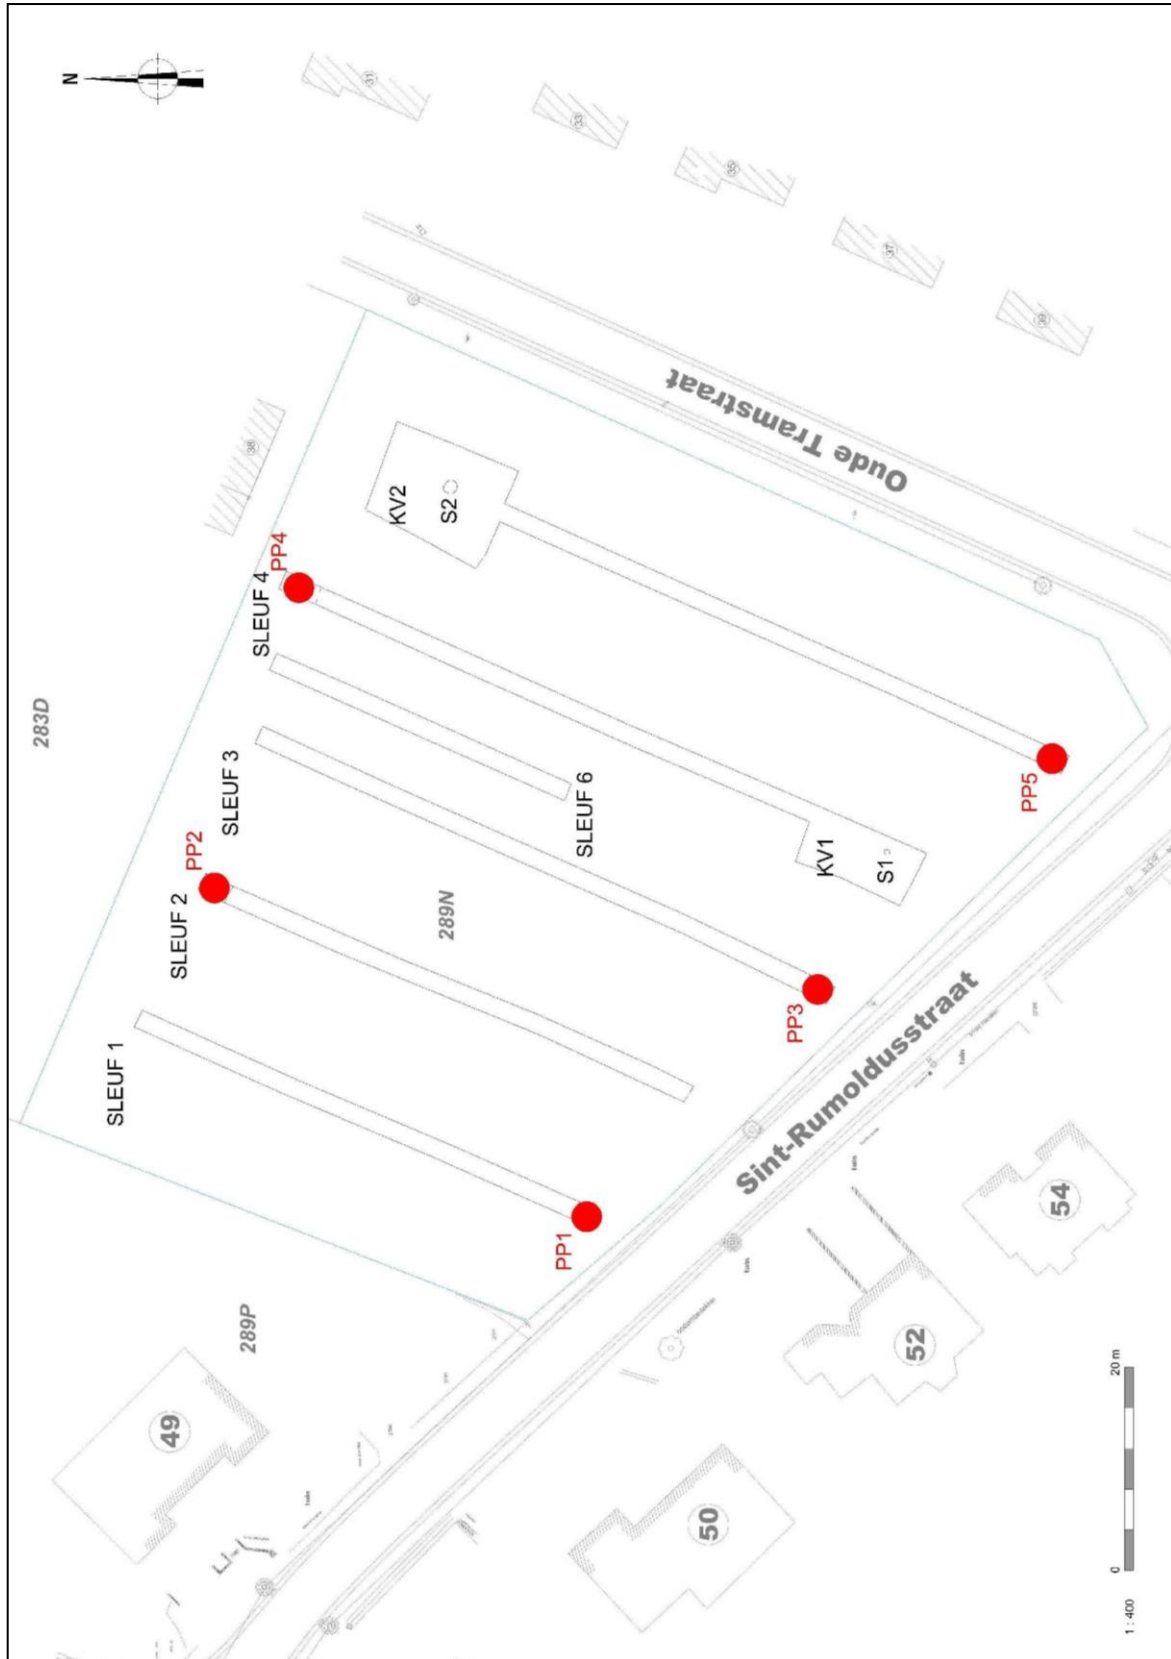 N
31
33
35
37
39
38
283D
SLEUF 4
PP4
KV2
S2
Oude Tramstraat
SLEUF 3
PP2
SLEUF 2
SLEUF 6
289N
KV1
S1
PP5
SLEUF 1
PP3
PP1
Sint-Rumoldusstraat
289P
49
50
52
54
0
20 m
1 : 400